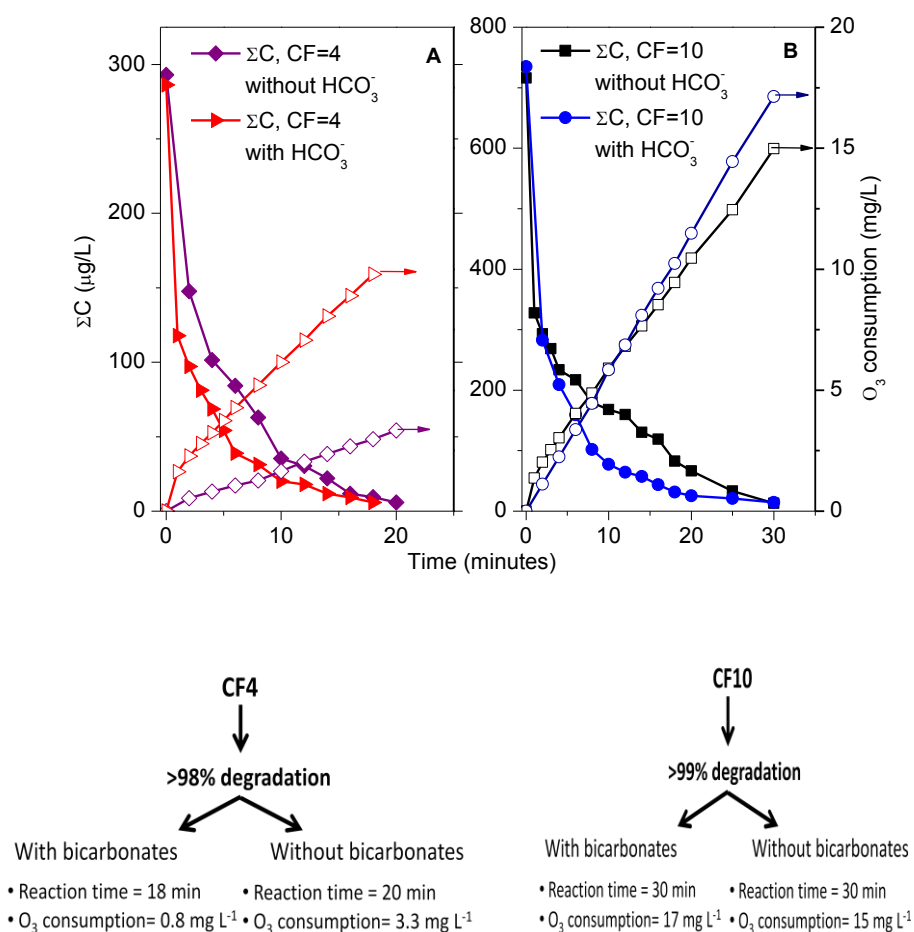 A
ΣC, CF=4
without HCO₃⁻
ΣC, CF=4
with HCO₃⁻
300
200
100
0
ΣC (µg/L)
0
10
20
B
ΣC, CF=10
without HCO₃⁻
ΣC, CF=10
with HCO₃⁻
800
600
400
200
0
0
10
20
30
20
15
10
5
0
O₃ consumption (mg/L)
Time (minutes)
CF4
>98% degradation
With bicarbonates
• Reaction time = 18 min
• O₃ consumption= 0.8 mg L⁻¹
Without bicarbonates
• Reaction time = 20 min
• O₃ consumption= 3.3 mg L⁻¹
CF10
>99% degradation
With bicarbonates
• Reaction time = 30 min
• O₃ consumption= 17 mg L⁻¹
Without bicarbonates
• Reaction time = 30 min
• O₃ consumption= 15 mg L⁻¹